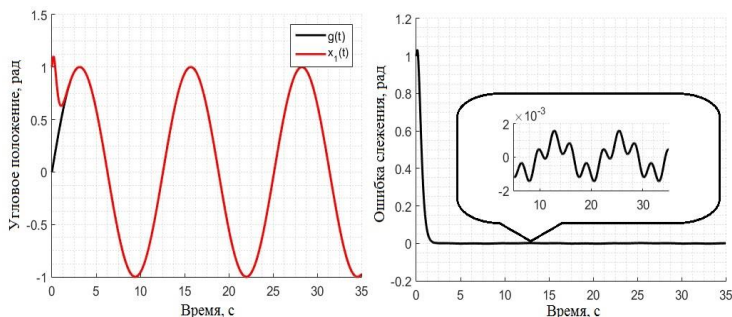 1.5
1
0.5
0
-0.5
-1
Угловое положение, рад
0 5 10 15 20 25 30 35
Время, с
g(t)
x1(t)
1.2
1
0.8
0.6
0.4
0.2
0
-0.2
Ошибка слежения, рад
0 5 10 15 20 25 30 35
Время, с
×10-3
2
0
-2
10 20 30